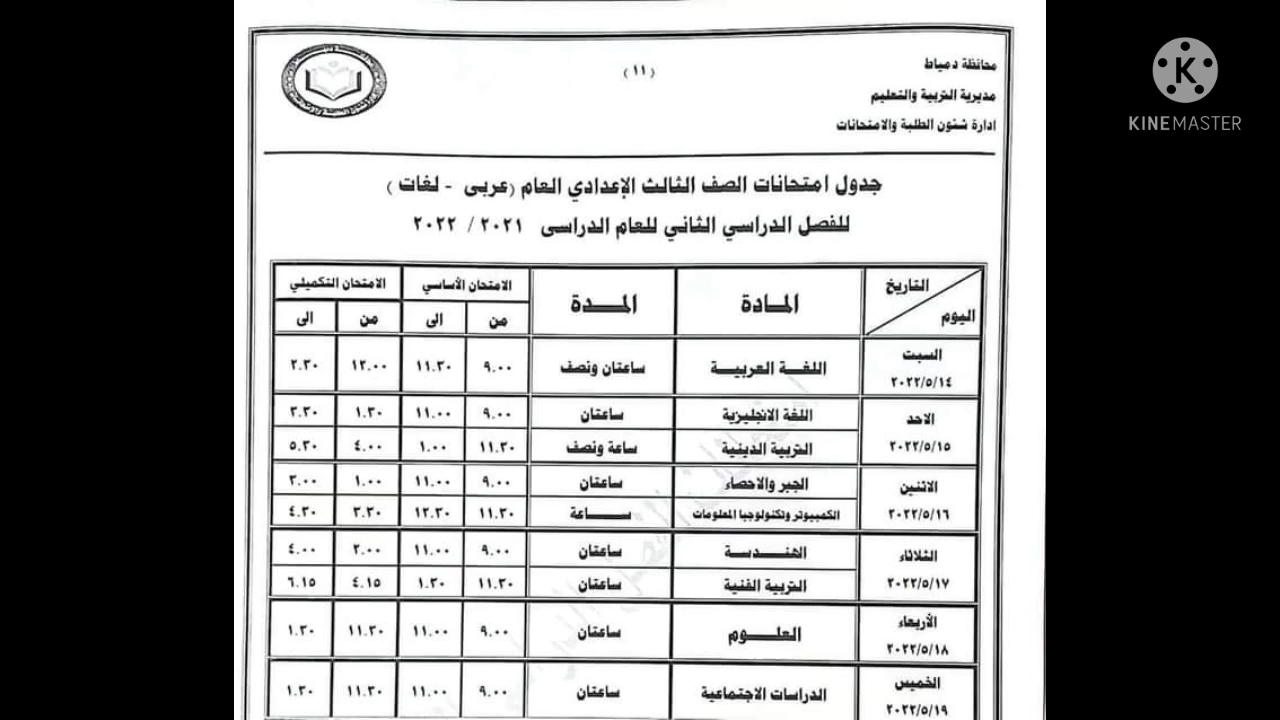 محافظة دمياط
مديرية التربية والتعليم
ادارة شئون الطلبة والامتحانات
(١١)
KINEMASTER
جدول امتحانات الصف الثالث الإعدادي العام (عربى - لغات)
للفصل الدراسي الثاني للعام الدراسى ٢٠٢١/ ٢٠٢٢
التاريخ اليوم المادة المدة الامتحان الأساسي الامتحان التكميلي
من الى من الى
السبت ٢٠٢٢/٥/١٤ اللغة العربية ساعتان ونصف ٩.٠٠ ١١.٣٠ ١٢.٠٠ ٢.٣٠
الاحد ٢٠٢٢/٥/١٥ اللغة الانجليزية ساعتان ٩.٠٠ ١١.٠٠ ١.٣٠ ٣.٣٠
التربية الدينية ساعة ونصف ١١.٣٠ ١.٠٠ ٤.٠٠ ٥.٣٠
الاثنين ٢٠٢٢/٥/١٦ الجبر والاحصاء ساعتان ٩.٠٠ ١١.٠٠ ١.٠٠ ٣.٠٠
الكمبيوتر وتكنولوجيا المعلومات ساعة ١١.٣٠ ١٢.٣٠ ٣.٣٠ ٤.٣٠
الثلاثاء ٢٠٢٢/٥/١٧ الهندسة ساعتان ٩.٠٠ ١١.٠٠ ٢.٠٠ ٤.٠٠
التربية الفنية ساعتان ١١.٣٠ ١.٣٠ ٤.١٥ ٦.١٥
الأربعاء ٢٠٢٢/٥/١٨ العلوم ساعتان ٩.٠٠ ١١.٠٠ ١١.٣٠ ١.٣٠
الخميس ٢٠٢٢/٥/١٩ الدراسات الاجتماعية ساعتان ٩.٠٠ ١١.٠٠ ١١.٣٠ ١.٣٠